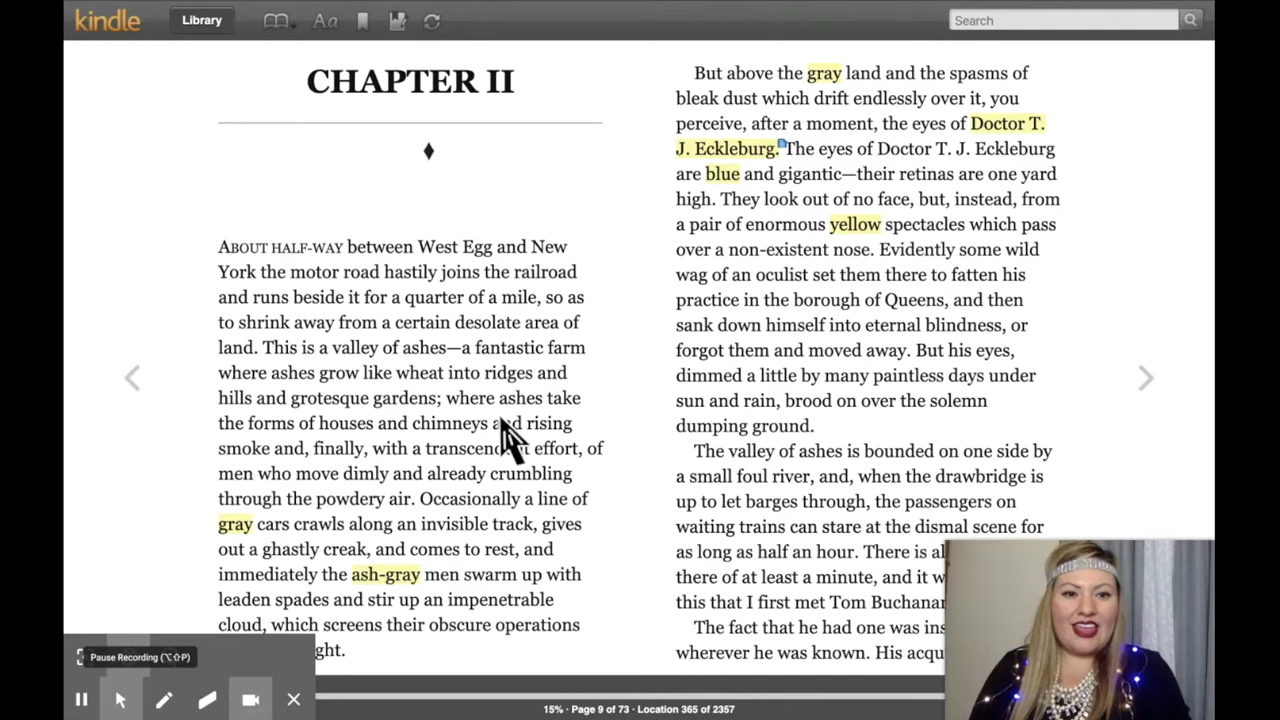 kindle
Library
Aa
Search
CHAPTER II
ABOUT HALF-WAY between West Egg and New
York the motor road hastily joins the railroad
and runs beside it for a quarter of a mile, so as
to shrink away from a certain desolate area of
land. This is a valley of ashes—a fantastic farm
where ashes grow like wheat into ridges and
hills and grotesque gardens; where ashes take
the forms of houses and chimneys and rising
smoke and, finally, with a transcendent effort, of
men who move dimly and already crumbling
through the powdery air. Occasionally a line of
gray cars crawls along an invisible track, gives
out a ghastly creak, and comes to rest, and
immediately the ash-gray men swarm up with
leaden spades and stir up an impenetrable
cloud, which screens their obscure operations
ght.
But above the gray land and the spasms of
bleak dust which drift endlessly over it, you
perceive, after a moment, the eyes of Doctor T.
J. Eckleburg. The eyes of Doctor T. J. Eckleburg
are blue and gigantic—their retinas are one yard
high. They look out of no face, but, instead, from
a pair of enormous yellow spectacles which pass
over a non-existent nose. Evidently some wild
wag of an oculist set them there to fatten his
practice in the borough of Queens, and then
sank down himself into eternal blindness, or
forgot them and moved away. But his eyes,
dimmed a little by many paintless days under
sun and rain, brood on over the solemn
dumping ground.
The valley of ashes is bounded on one side by
a small foul river, and, when the drawbridge is
up to let barges through, the passengers on
waiting trains can stare at the dismal scene for
as long as half an hour. There is al
there of at least a minute, and it w
this that I first met Tom Buchanan
The fact that he had one was ins
wherever he was known. His acqu
Pause Recording (⌥⇧P)
15% · Page 9 of 73 · Location 365 of 2357